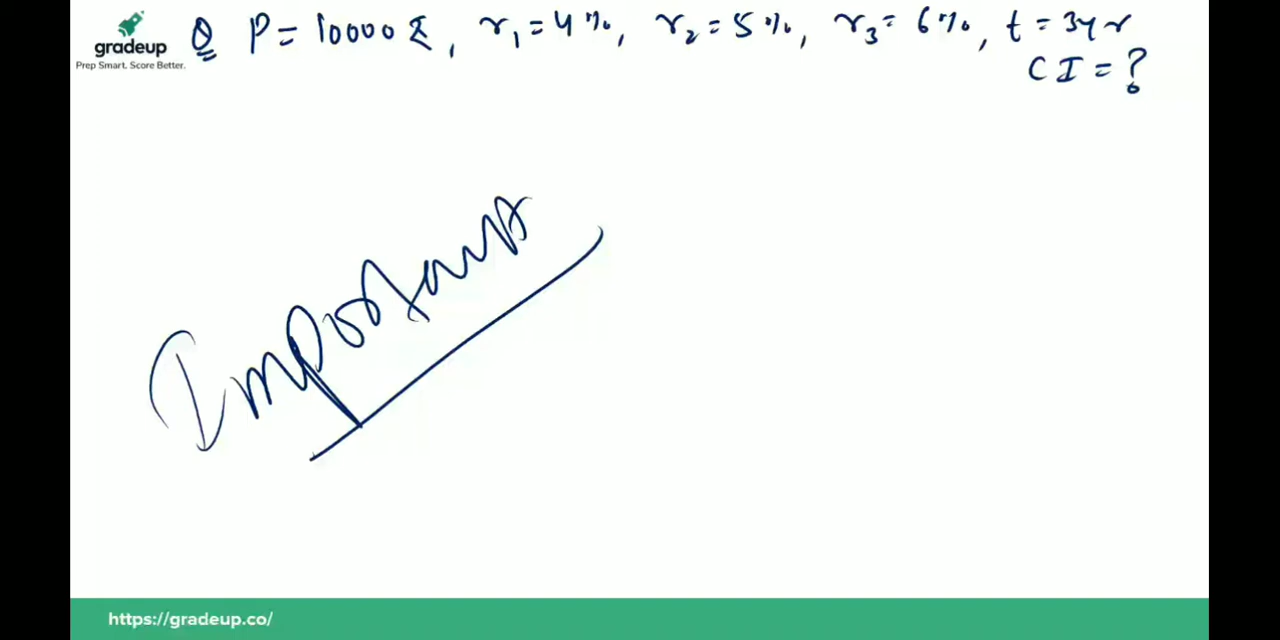 gradeup
Prep Smart. Score Better.
Q P = 10000 ₹, r₁ = 4 %, r₂ = 5 %, r₃ = 6 %, t = 3yr
CI = ?
Important
https://gradeup.co/